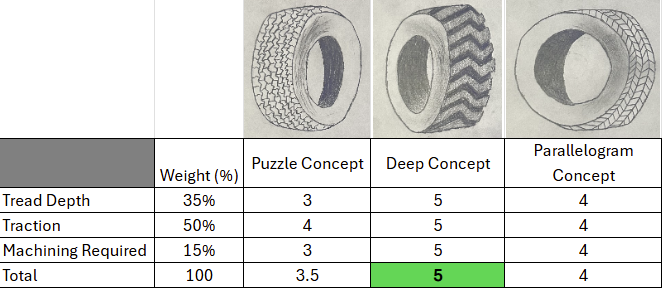 Weight (%) Puzzle Concept Deep Concept Parallelogram Concept
Tread Depth 35% 3 5 4
Traction 50% 4 5 4
Machining Required 15% 3 5 4
Total 100 3.5 5 4